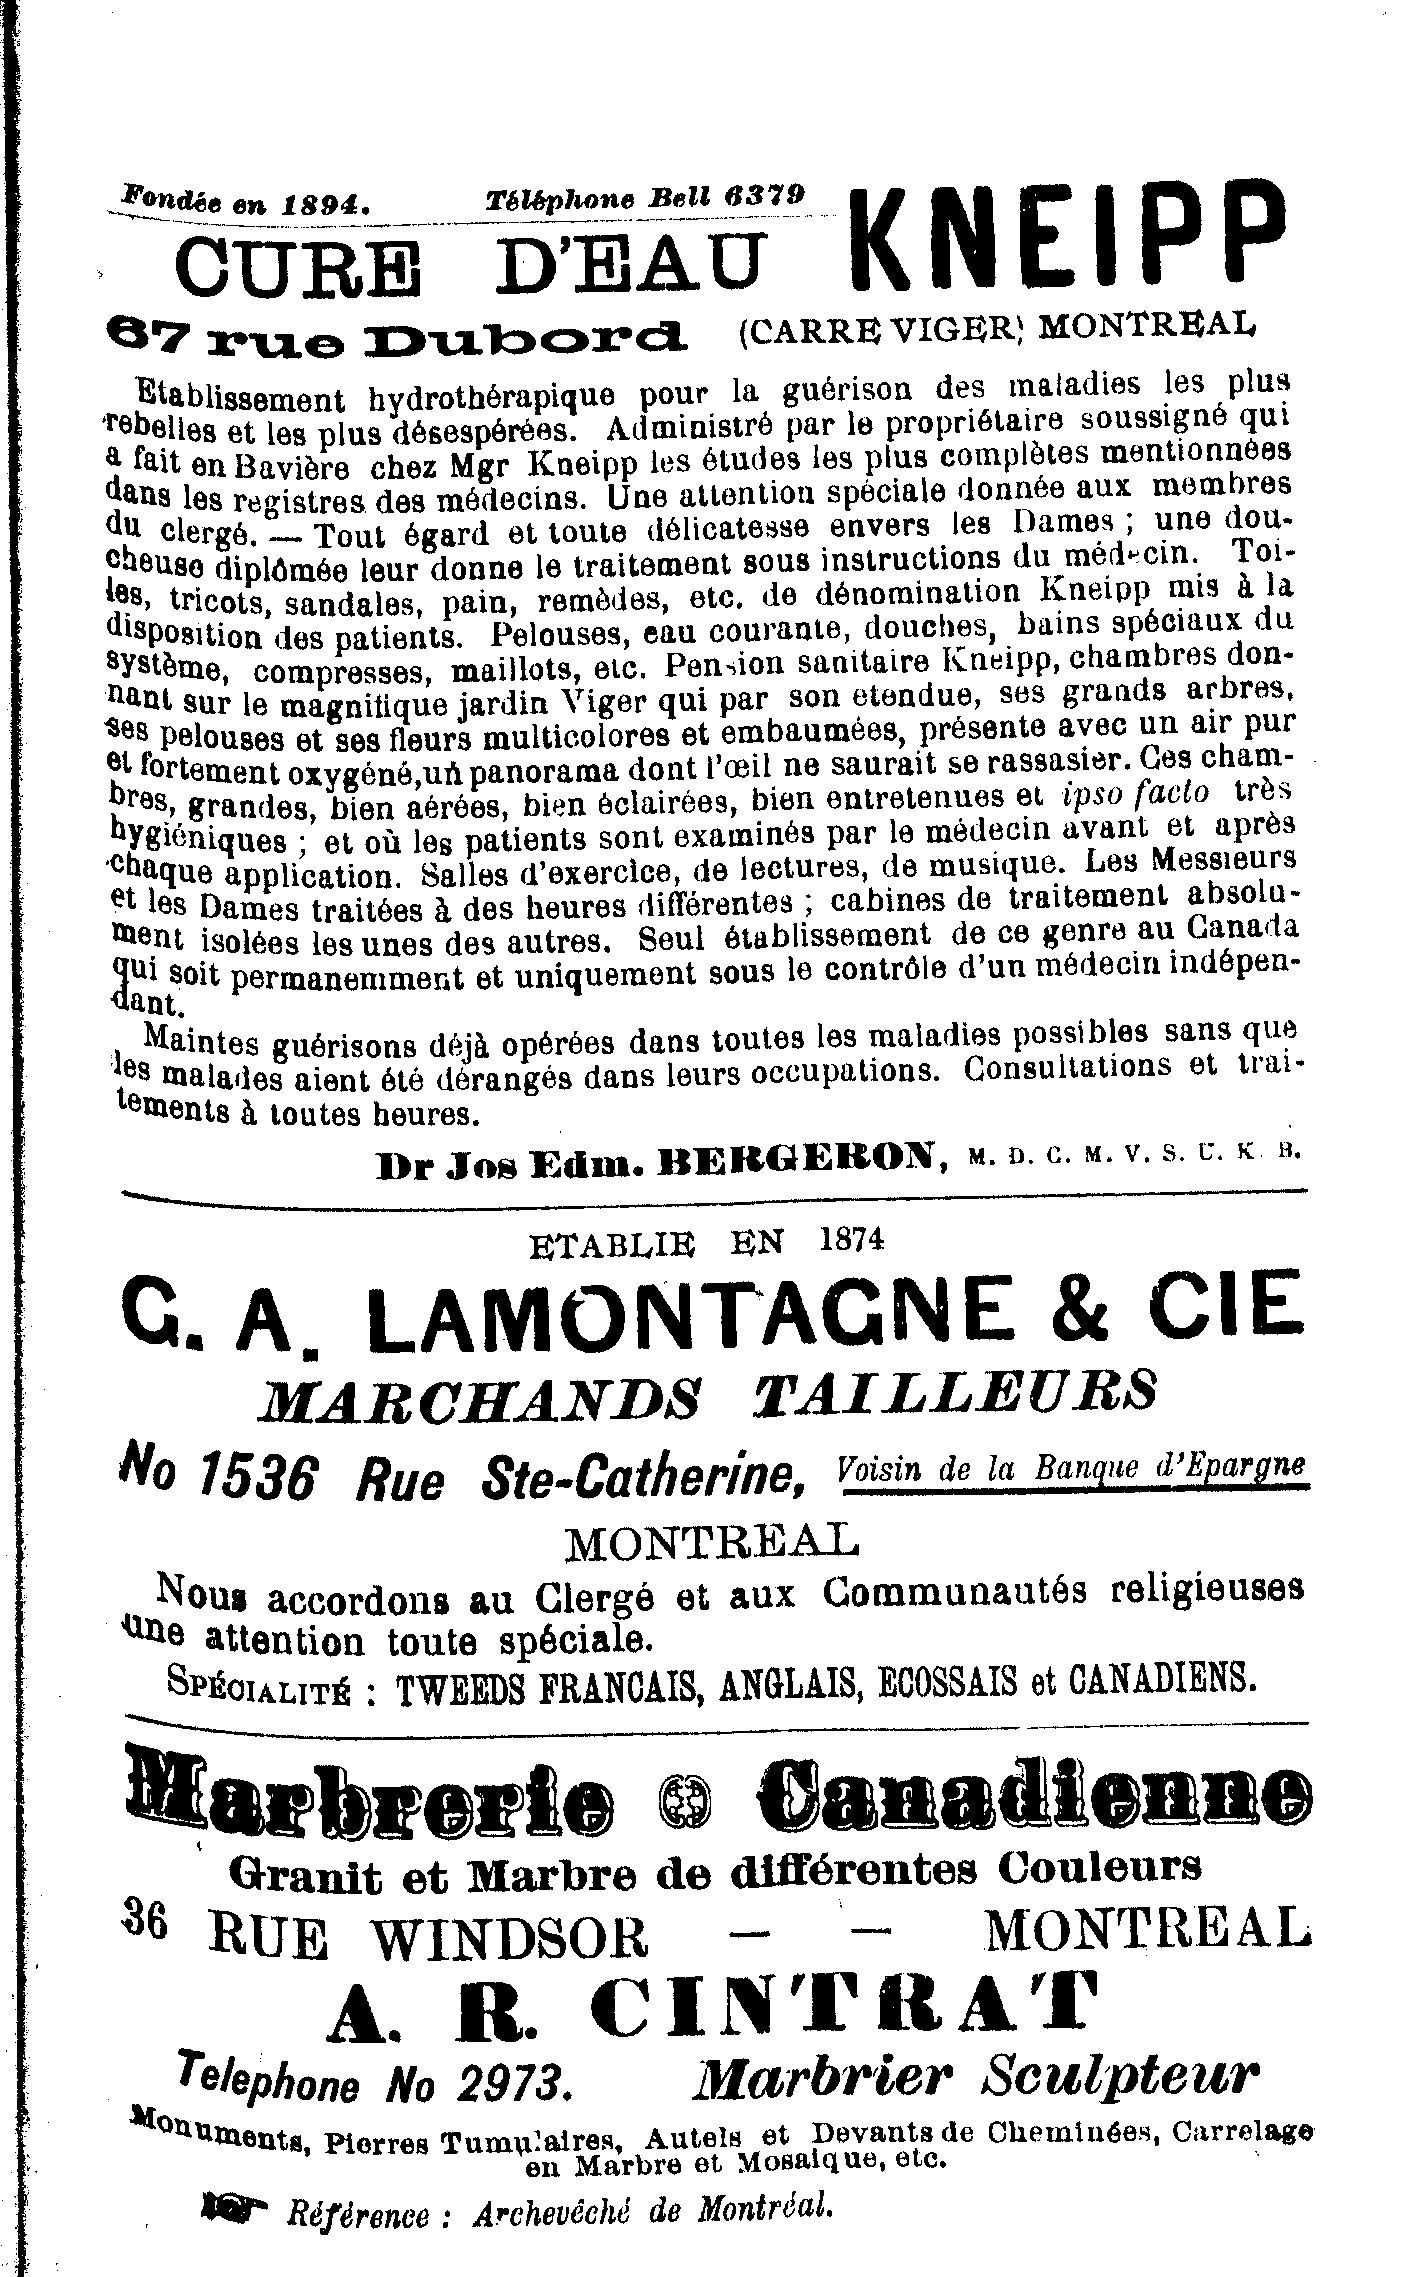 Fondée en 1894. Téléphone Bell 6379
CURE D'EAU KNEIPP
67 rue Dubord (CARRE VIGER) MONTREAL
Etablissement hydrothérapique pour la guérison des maladies les plus
rebelles et les plus désespérées. Administré par le propriétaire soussigné qui
a fait en Bavière chez Mgr Kneipp les études les plus complètes mentionnées
dans les registres des médecins. Une attention spéciale donnée aux membres
du clergé. — Tout égard et toute délicatesse envers les Dames ; une dou-
cheuse diplômée leur donne le traitement sous instructions du médecin. Toi-
les, tricots, sandales, pain, remèdes, etc. de dénomination Kneipp mis à la
disposition des patients. Pelouses, eau courante, douches, bains spéciaux du
système, compresses, maillots, etc. Pension sanitaire Kneipp, chambres don-
nant sur le magnifique jardin Viger qui par son etendue, ses grands arbres,
ses pelouses et ses fleurs multicolores et embaumées, présente avec un air pur
et fortement oxygéné, un panorama dont l'œil ne saurait se rassasier. Ces cham-
bres, grandes, bien aérées, bien éclairées, bien entretenues et ipso facto très
hygiéniques ; et où les patients sont examinés par le médecin avant et après
chaque application. Salles d'exercice, de lectures, de musique. Les Messieurs
et les Dames traitées à des heures différentes ; cabines de traitement absolu-
ment isolées les unes des autres. Seul établissement de ce genre au Canada
qui soit permanemment et uniquement sous le contrôle d'un médecin indépen-
dant.
Maintes guérisons déjà opérées dans toutes les maladies possibles sans que
les malades aient été dérangés dans leurs occupations. Consultations et trai-
tements à toutes heures.
Dr Jos Edm. BERGERON, M. D. C. M. V. S. U. K. B.
ETABLIE EN 1874
G. A. LAMONTAGNE & CIE
MARCHANDS TAILLEURS
No 1536 Rue Ste-Catherine, Voisin de la Banque d'Epargne
MONTREAL
Nous accordons au Clergé et aux Communautés religieuses
une attention toute spéciale.
SPÉCIALITÉ : TWEEDS FRANCAIS, ANGLAIS, ECOSSAIS et CANADIENS.
Marbrerie Canadienne
Granit et Marbre de différentes Couleurs
36 RUE WINDSOR — — MONTREAL
A. R. CINTRAT
Telephone No 2973. Marbrier Sculpteur
Monuments, Pierres Tumulaires, Autels et Devants de Cheminées, Carrelage
en Marbre et Mosaique, etc.
☛ Référence : Archevéché de Montréal.